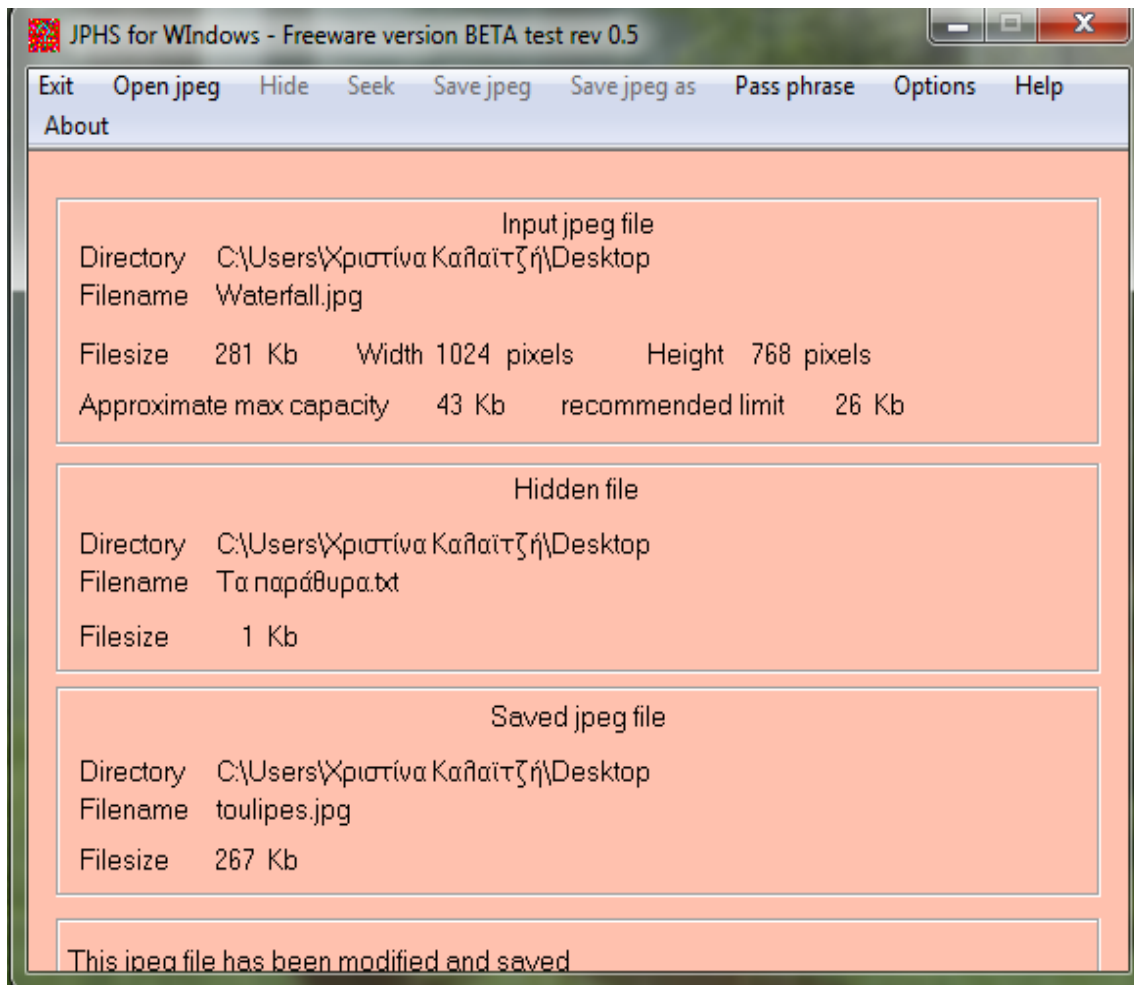 JPHS for WIndows - Freeware version BETA test rev 0.5
Exit Open jpeg Hide Seek Save jpeg Save jpeg as Pass phrase Options Help
About
Input jpeg file
Directory C:\Users\Χριστίνα Καλαϊτζή\Desktop
Filename Waterfall.jpg
Filesize 281 Kb Width 1024 pixels Height 768 pixels
Approximate max capacity 43 Kb recommended limit 26 Kb
Hidden file
Directory C:\Users\Χριστίνα Καλαϊτζή\Desktop
Filename Τα παράθυρα.txt
Filesize 1 Kb
Saved jpeg file
Directory C:\Users\Χριστίνα Καλαϊτζή\Desktop
Filename toulipes.jpg
Filesize 267 Kb
This jpeg file has been modified and saved